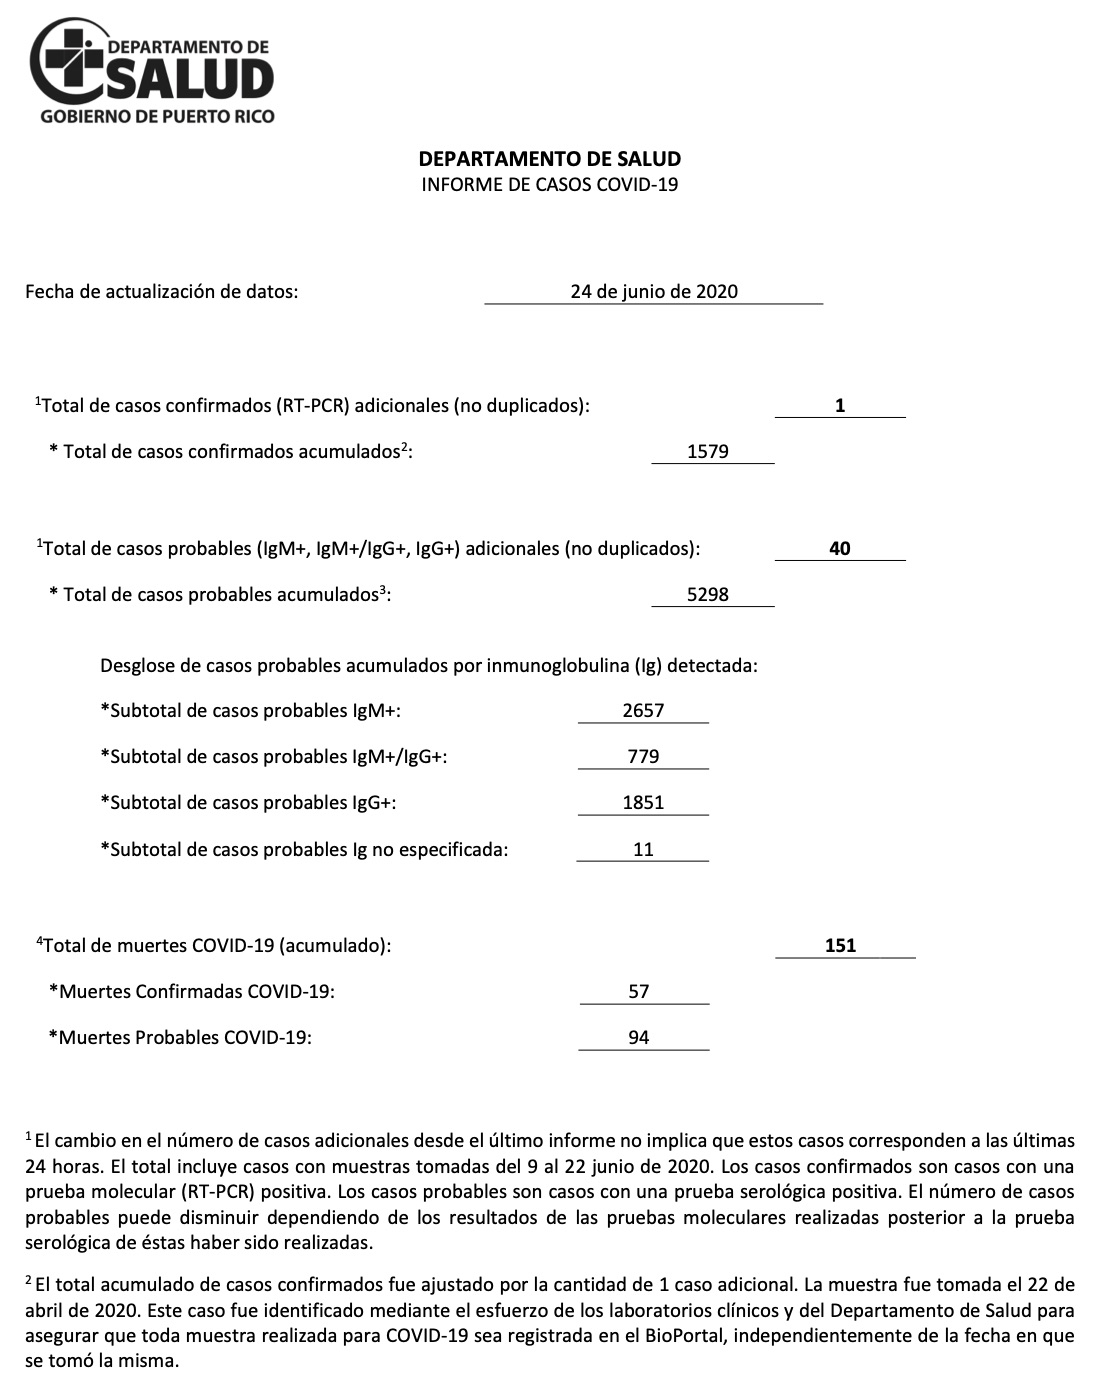 DEPARTAMENTO DE
SALUD
GOBIERNO DE PUERTO RICO
DEPARTAMENTO DE SALUD
INFORME DE CASOS COVID-19
Fecha de actualización de datos: 24 de junio de 2020
¹Total de casos confirmados (RT-PCR) adicionales (no duplicados): 1
* Total de casos confirmados acumulados²: 1579
¹Total de casos probables (IgM+, IgM+/IgG+, IgG+) adicionales (no duplicados): 40
* Total de casos probables acumulados³: 5298
Desglose de casos probables acumulados por inmunoglobulina (Ig) detectada:
*Subtotal de casos probables IgM+: 2657
*Subtotal de casos probables IgM+/IgG+: 779
*Subtotal de casos probables IgG+: 1851
*Subtotal de casos probables Ig no especificada: 11
⁴Total de muertes COVID-19 (acumulado): 151
*Muertes Confirmadas COVID-19: 57
*Muertes Probables COVID-19: 94
¹ El cambio en el número de casos adicionales desde el último informe no implica que estos casos corresponden a las últimas
24 horas. El total incluye casos con muestras tomadas del 9 al 22 junio de 2020. Los casos confirmados son casos con una
prueba molecular (RT-PCR) positiva. Los casos probables son casos con una prueba serológica positiva. El número de casos
probables puede disminuir dependiendo de los resultados de las pruebas moleculares realizadas posterior a la prueba
serológica de éstas haber sido realizadas.
² El total acumulado de casos confirmados fue ajustado por la cantidad de 1 caso adicional. La muestra fue tomada el 22 de
abril de 2020. Este caso fue identificado mediante el esfuerzo de los laboratorios clínicos y del Departamento de Salud para
asegurar que toda muestra realizada para COVID-19 sea registrada en el BioPortal, independientemente de la fecha en que
se tomó la misma.